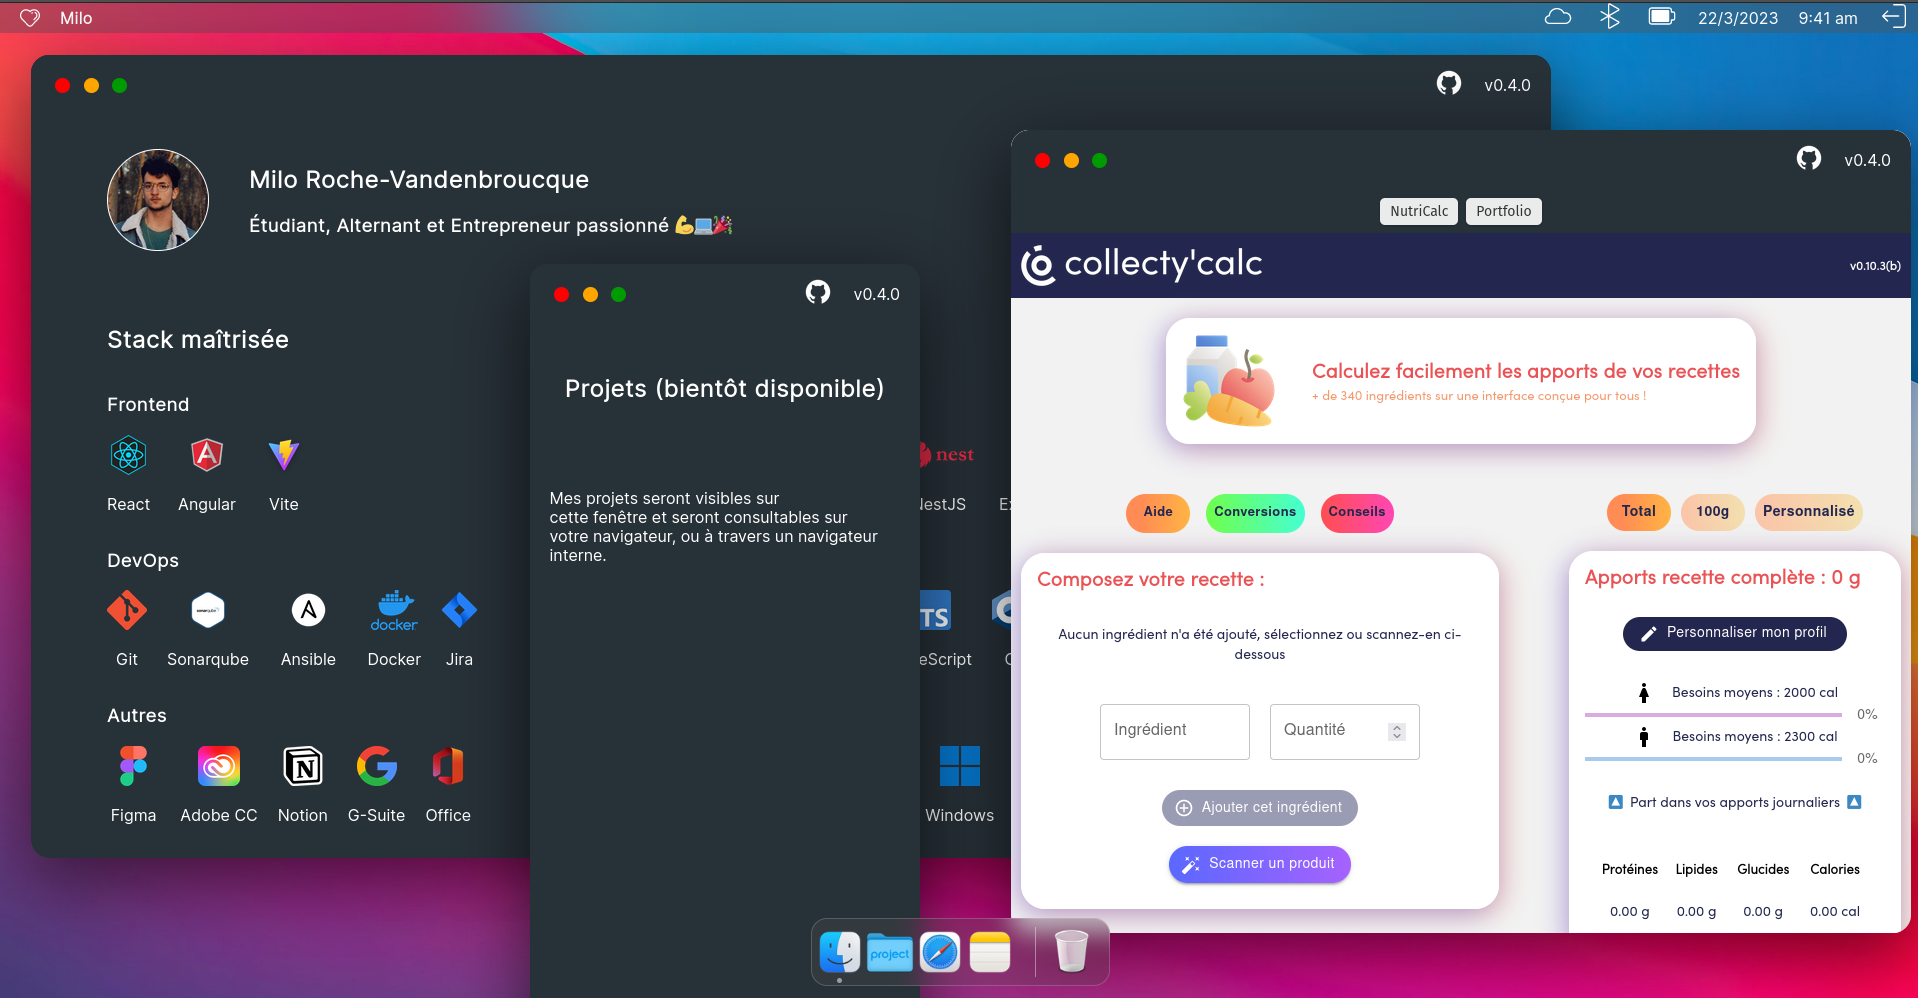 Milo
22/3/2023
9:41 am
v0.4.0
Milo Roche-Vandenbroucque
Étudiant, Alternant et Entrepreneur passionné 💪💻🎉
Stack maîtrisée
Frontend
React
Angular
Vite
nest
DevOps
Git
Sonarqube
Ansible
docker
Docker
Jira
Autres
N
Figma
Adobe CC
Notion
G-Suite
Office
Windows
v0.4.0
Projets (bientôt disponible)
Mes projets seront visibles sur
cette fenêtre et seront consultables sur
votre navigateur, ou à travers un navigateur
interne.
v0.4.0
NutriCalc
Portfolio
collecty'calc
v0.10.3(b)
Calculez facilement les apports de vos recettes
+ de 340 ingrédients sur une interface conçue pour tous !
Aide
Conversions
Conseils
Total
100g
Personnalisé
Composez votre recette :
Aucun ingrédient n'a été ajouté, sélectionnez ou scannez-en ci-
dessous
Ingrédient
Quantité
Ajouter cet ingrédient
Scanner un produit
Apports recette complète : 0 g
Personnaliser mon profil
Besoins moyens : 2000 cal
0%
Besoins moyens : 2300 cal
0%
🔼 Part dans vos apports journaliers 🔼
Protéines Lipides Glucides Calories
0.00 g 0.00 g 0.00 g 0.00 cal
project